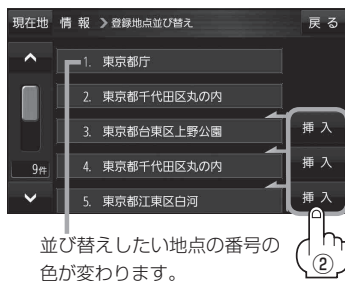 現在地 情報 》登録地点並び替え 戻る
1. 東京都庁
2. 東京都千代田区丸の内
3. 東京都台東区上野公園 挿入
4. 東京都千代田区丸の内 挿入
9件
5. 東京都江東区白河 挿入
並び替えしたい地点の番号の
色が変わります。
②